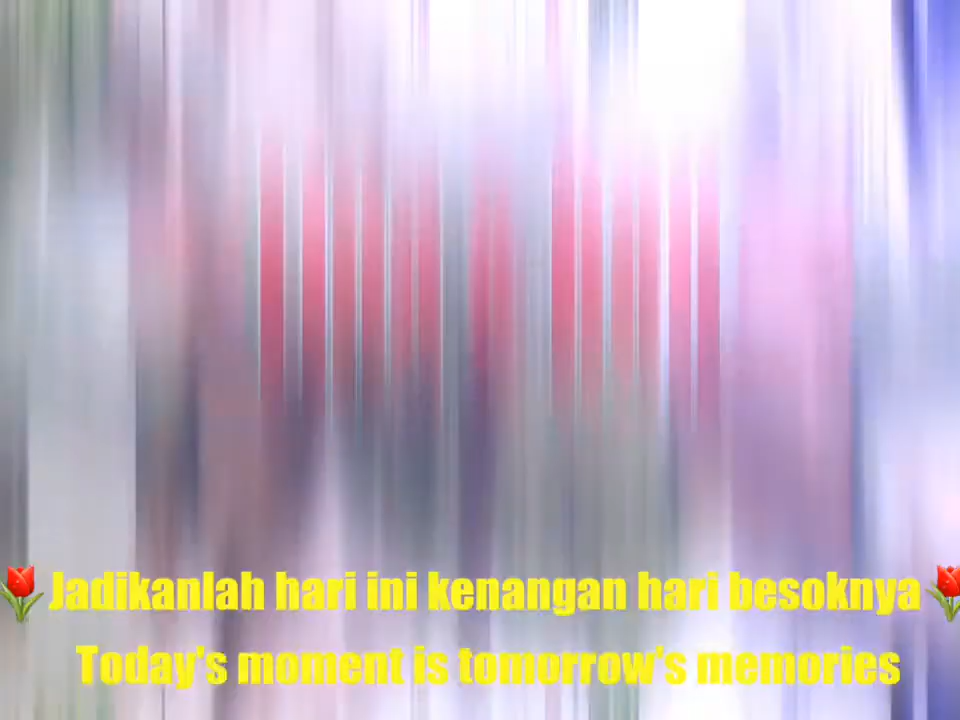 🌷Jadikanlah hari ini kenangan hari besoknya🌷
Today's moment is tomorrow's memories